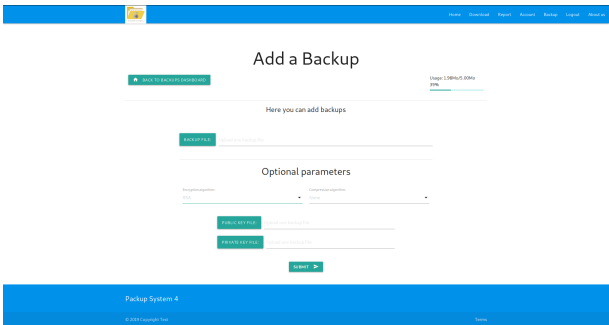 Home Download Report Account Backup Logout About us
Add a Backup
BACK TO BACKUPS DASHBOARD
Usage: 1.98Mo/5.00Mo
39%
Here you can add backups
BACKUP FILE
Optional parameters
Encryption algorithm
Compression algorithm
RSA
PUBLIC KEY FILE:
PRIVATE KEY FILE:
SUBMIT
Packup System 4
© 2019 Copyright Text
Terms